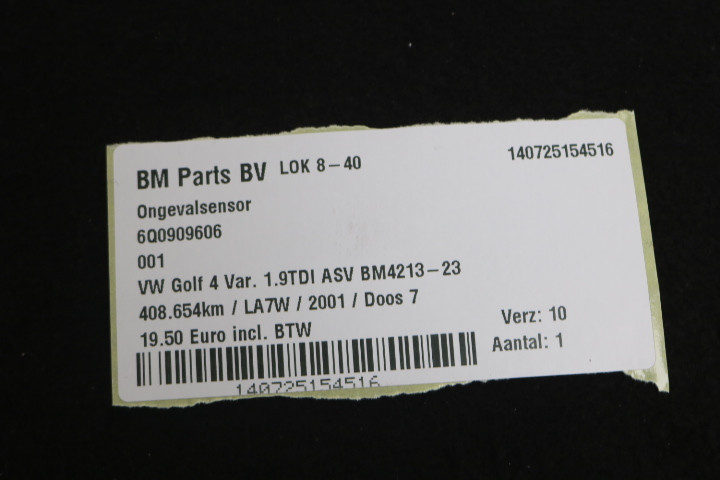 BM Parts BV LOK 8-40 140725154516
Ongevalsensor
6Q0909606
001
VW Golf 4 Var. 1.9TDI ASV BM4213-23
408.654km / LA7W / 2001 / Doos 7
19.50 Euro incl. BTW Verz: 10
Aantal: 1
140725154516